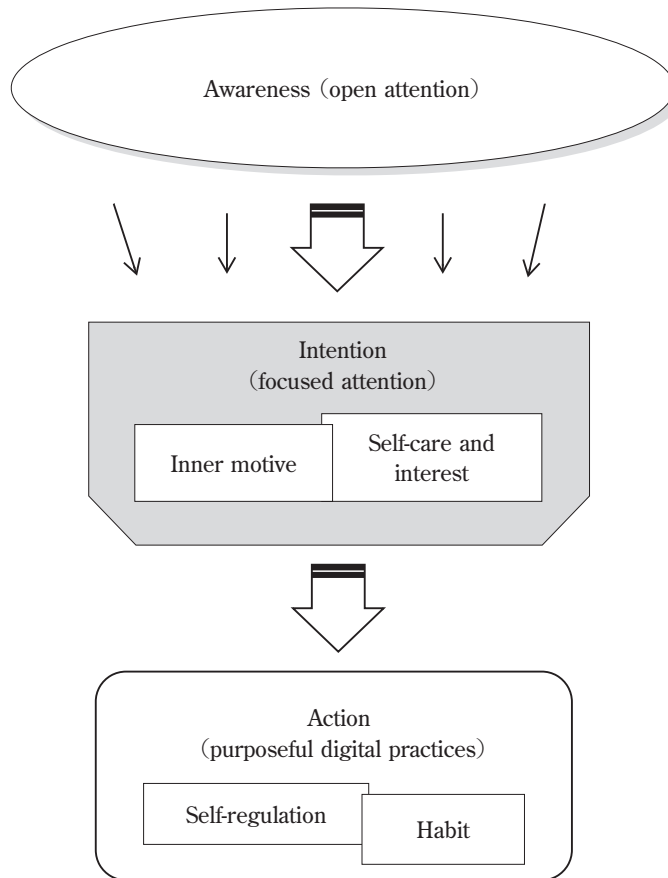 Awareness (open attention)
Intention
(focused attention)
Inner motive
Self-care and
interest
Action
(purposeful digital practices)
Self-regulation
Habit